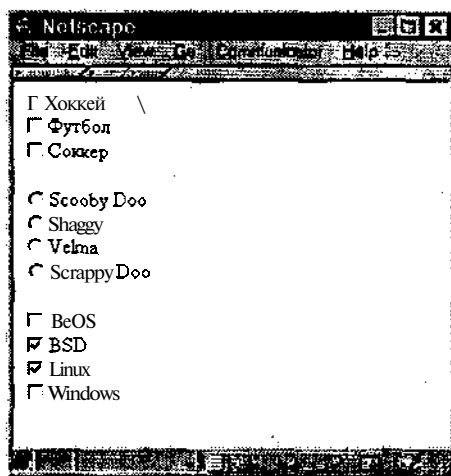 Netscape
File Edit View Go Communicator Help
Хоккей
Футбол
Соккер
Scooby Doo
Shaggy
Velma
Scrappy Doo
BeOS
BSD
Linux
Windows